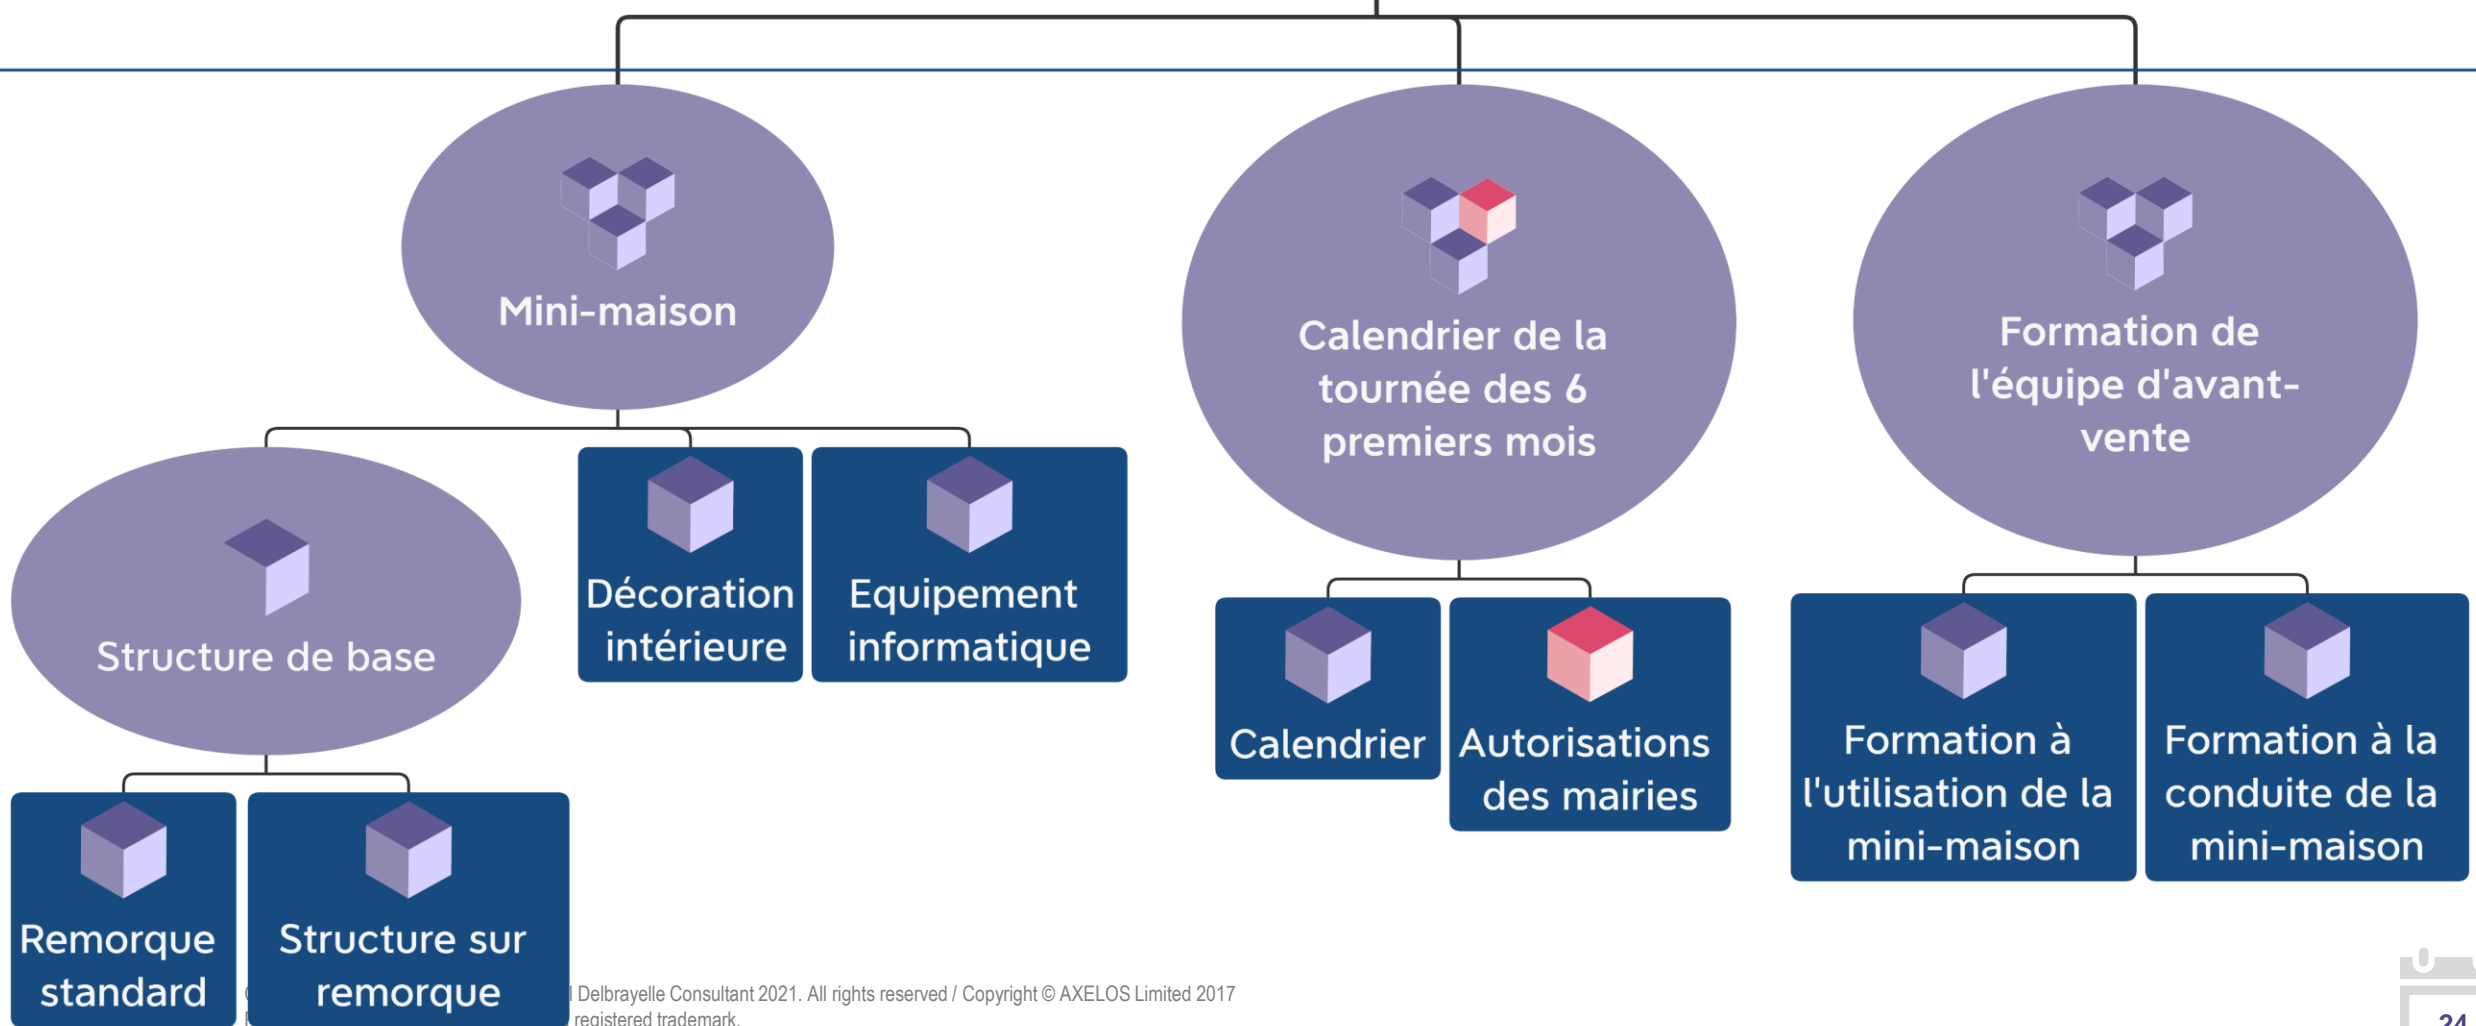 Mini-maison
Calendrier de la
tournée des 6
premiers mois
Formation de
l'équipe d'avant-
vente
Structure de base
Décoration
intérieure
Equipement
informatique
Calendrier
Autorisations
des mairies
Formation à
l'utilisation de la
mini-maison
Formation à la
conduite de la
mini-maison
Remorque
standard
Structure sur
remorque
Delbrayelle Consultant 2021. All rights reserved / Copyright © AXELOS Limited 2017
registered trademark.
24